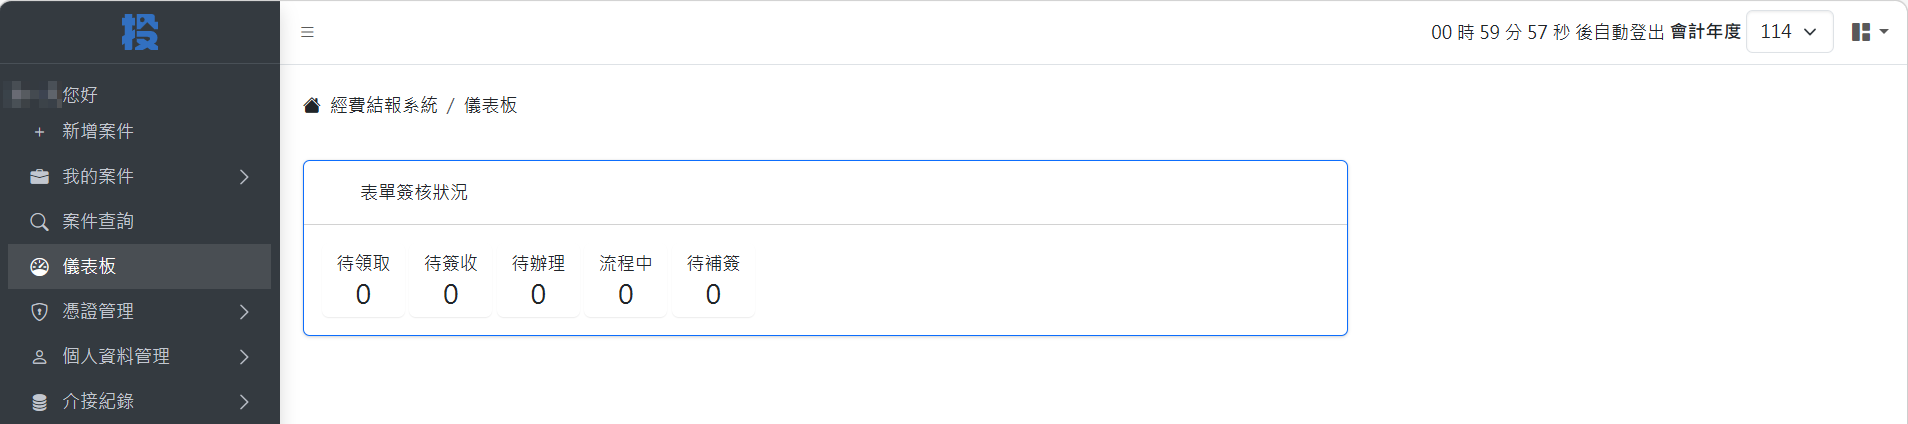 投
00 時 59 分 57 秒 後自動登出 會計年度 114
您好
新增案件
我的案件
案件查詢
儀表板
憑證管理
個人資料管理
介接紀錄
經費結報系統 / 儀表板
表單簽核狀況
待領取 待簽收 待辦理 流程中 待補簽
0 0 0 0 0